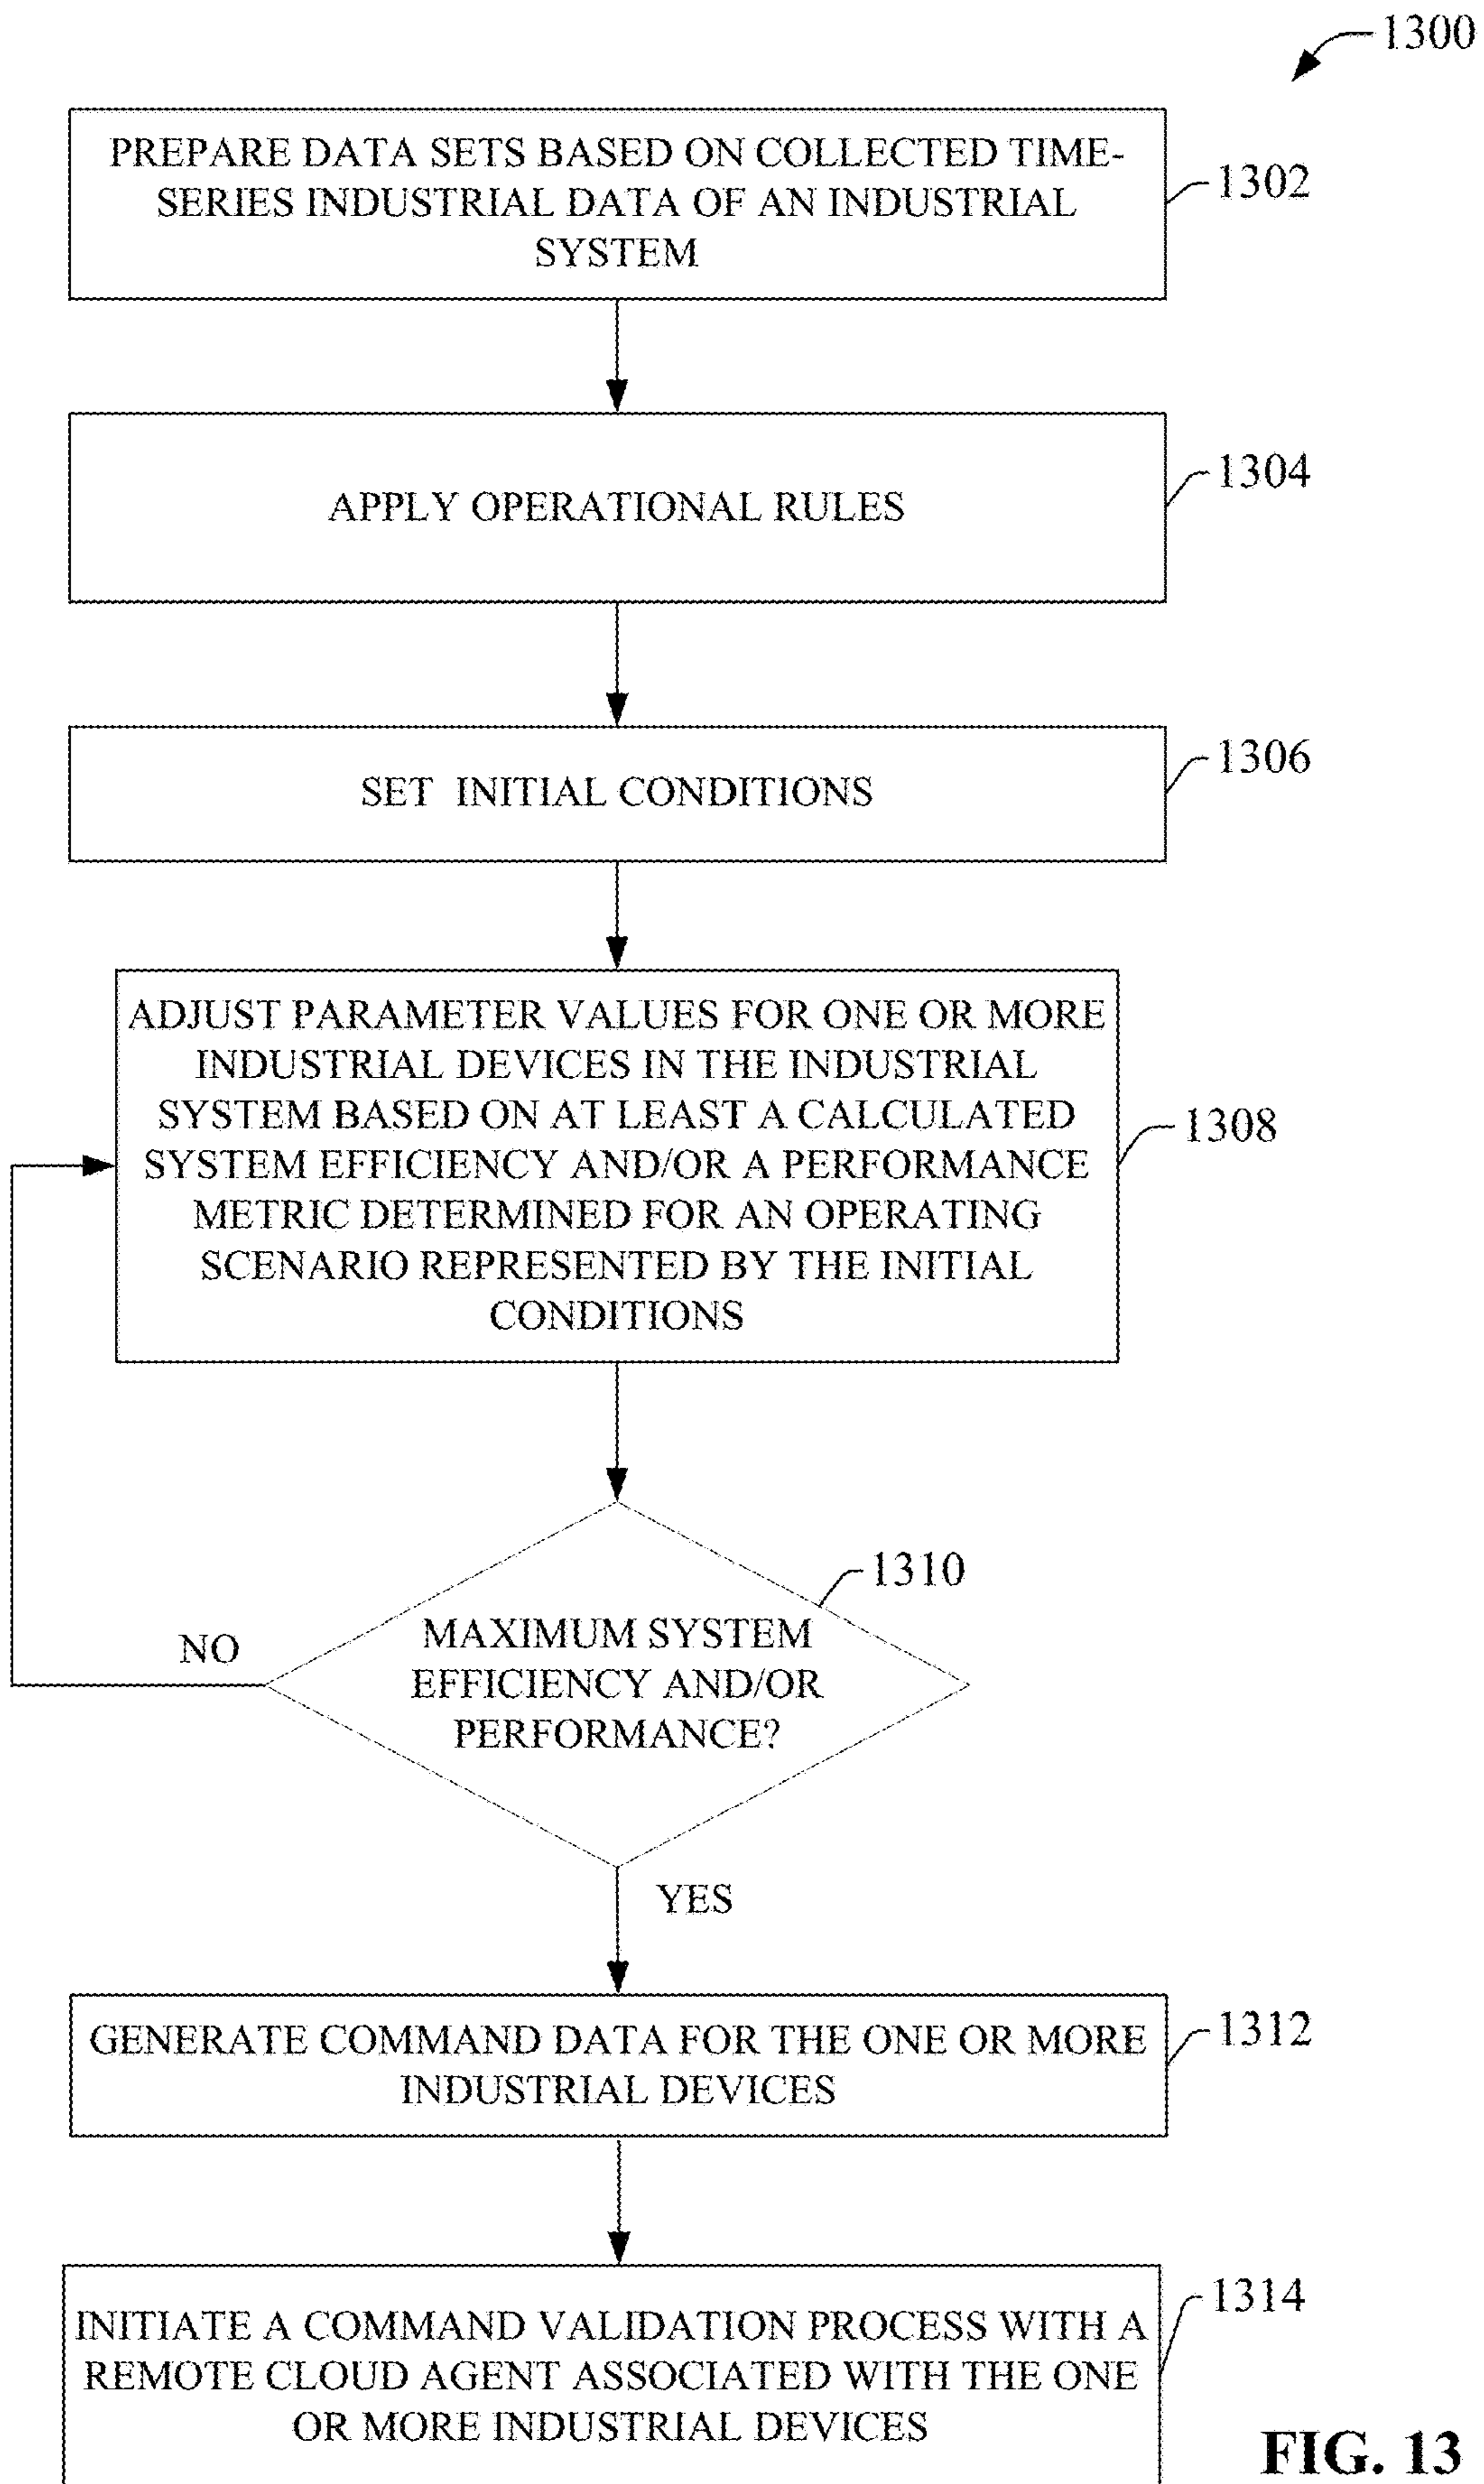 1300
PREPARE DATA SETS BASED ON COLLECTED TIME-
SERIES INDUSTRIAL DATA OF AN INDUSTRIAL
SYSTEM
1302
APPLY OPERATIONAL RULES
1304
SET INITIAL CONDITIONS
1306
ADJUST PARAMETER VALUES FOR ONE OR MORE
INDUSTRIAL DEVICES IN THE INDUSTRIAL
SYSTEM BASED ON AT LEAST A CALCULATED
SYSTEM EFFICIENCY AND/OR A PERFORMANCE
METRIC DETERMINED FOR AN OPERATING
SCENARIO REPRESENTED BY THE INITIAL
CONDITIONS
1308
1310
MAXIMUM SYSTEM
EFFICIENCY AND/OR
PERFORMANCE?
NO
YES
GENERATE COMMAND DATA FOR THE ONE OR MORE
INDUSTRIAL DEVICES
1312
INITIATE A COMMAND VALIDATION PROCESS WITH A
REMOTE CLOUD AGENT ASSOCIATED WITH THE ONE
OR MORE INDUSTRIAL DEVICES
1314
FIG. 13